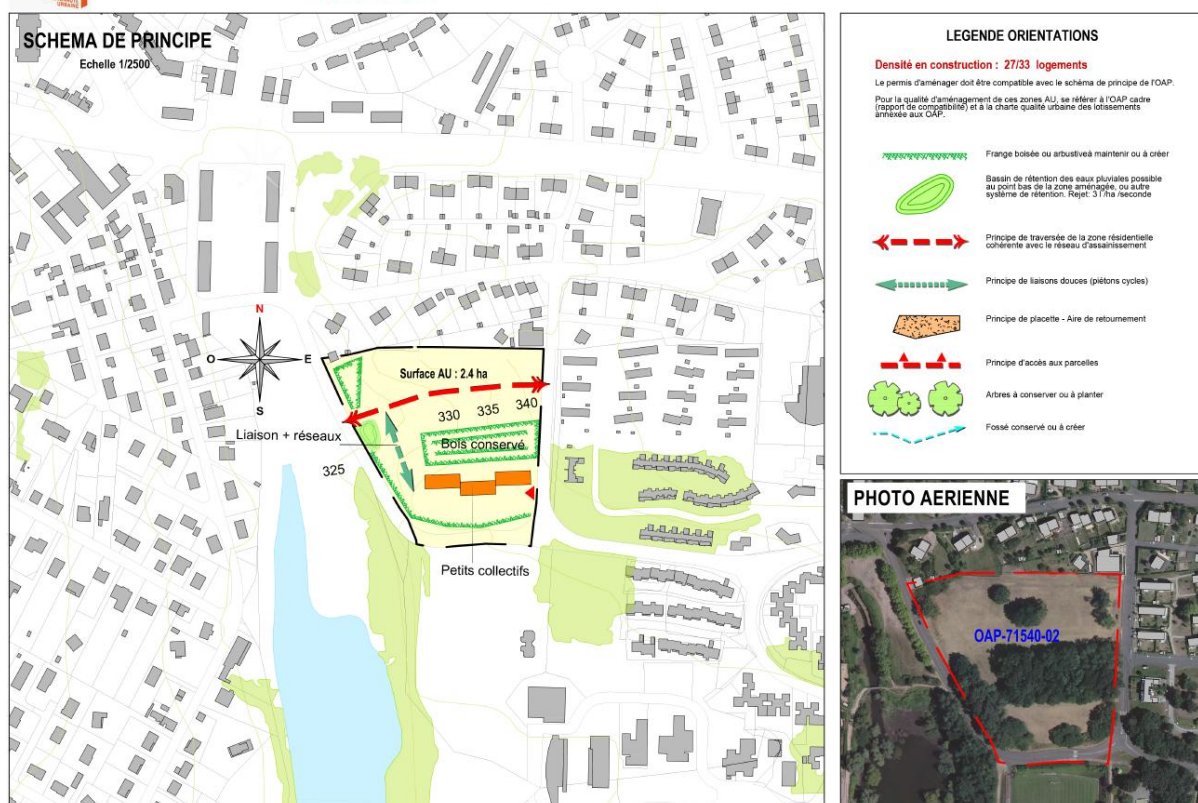 URBAINE
SCHEMA DE PRINCIPE
Echelle 1/2500
N
O
E
S
Surface AU : 2.4 ha
330
335
340
Liaison + réseaux
Bois conservé
325
Petits collectifs
LEGENDE ORIENTATIONS
Densité en construction : 27/33 logements
Le permis d'aménager doit être compatible avec le schéma de principe de l'OAP.
Pour la qualité d'aménagement de ces zones AU, se référer à l'OAP cadre
(rapport de compatibilité) et à la charte qualité urbaine des lotissements
annexée aux OAP.
Frange boisée ou arbustiveà maintenir ou à créer
Bassin de rétention des eaux pluviales possible
au point bas de la zone aménagée, ou autre
système de rétention. Rejet: 3 l /ha /seconde
Principe de traversée de la zone résidentielle
cohérente avec le réseau d'assainissement
Principe de liaisons douces (piétons cycles)
Principe de placette - Aire de retournement
Principe d'accès aux parcelles
Arbres à conserver ou à planter
Fossé conservé ou à créer
PHOTO AERIENNE
OAP-71540-02